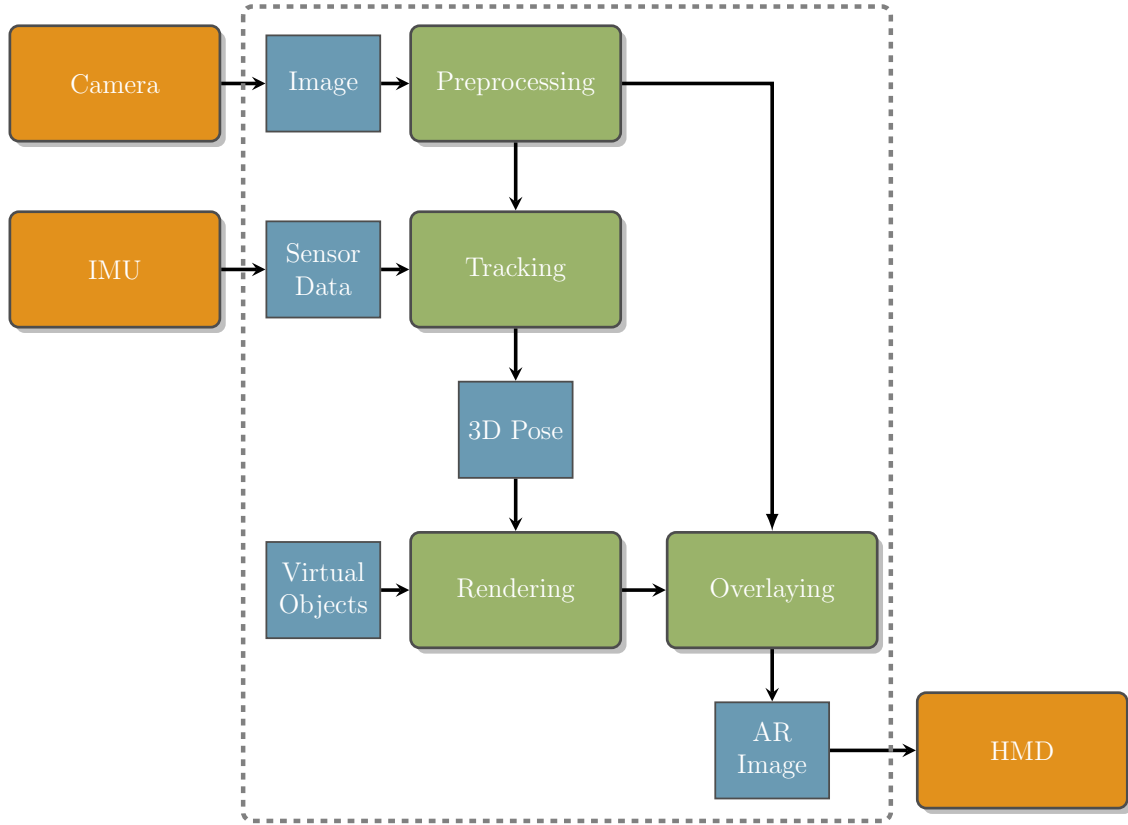 Camera
Image
Preprocessing
IMU
Sensor
Data
Tracking
3D Pose
Virtual
Objects
Rendering
Overlaying
AR
Image
HMD